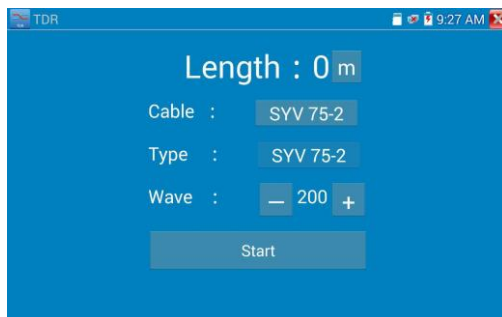 TDR 9:27 AM
Length : 0 m
Cable : SYV 75-2
Type : SYV 75-2
Wave : − 200 +
Start